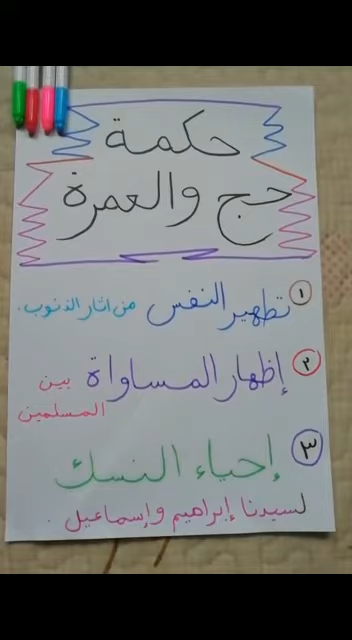 حكمة
حج والعمرة
١ تطهير النفس من اثار الذنوب.
٢ إظهار المساواة بين
المسلمين
٣ إحياء النسك
لسيدنا إبراهيم وإسماعيل.